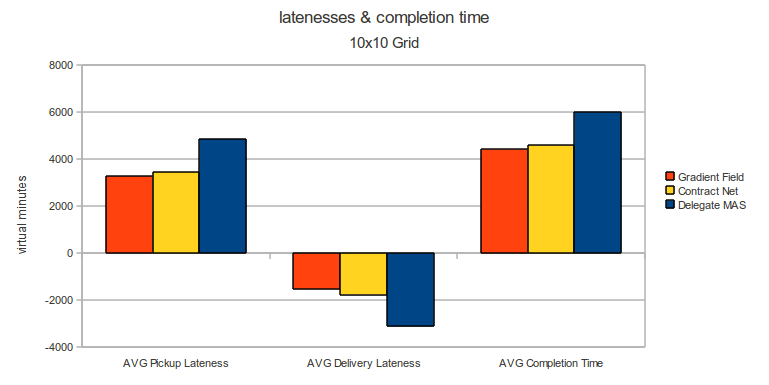 latenesses & completion time
10x10 Grid
virtual minutes
8000
6000
4000
2000
0
-2000
-4000
AVG Pickup Lateness
AVG Delivery Lateness
AVG Completion Time
Gradient Field
Contract Net
Delegate MAS